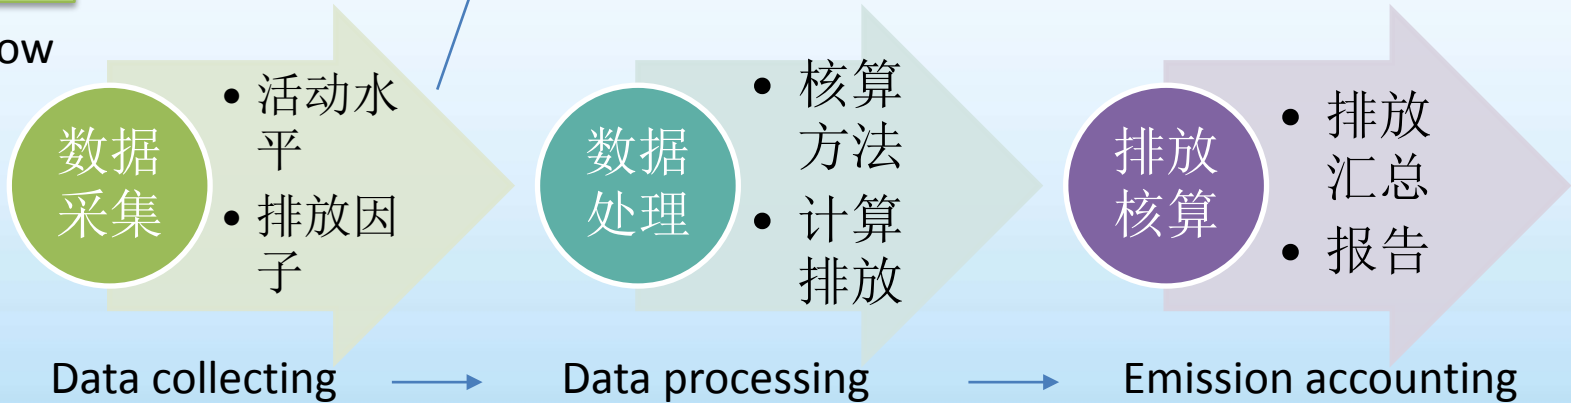 ow
数据
采集
• 活动水
平
• 排放因
子
数据
处理
• 核算
方法
• 计算
排放
排放
核算
• 排放
汇总
• 报告
Data collecting
Data processing
Emission accounting